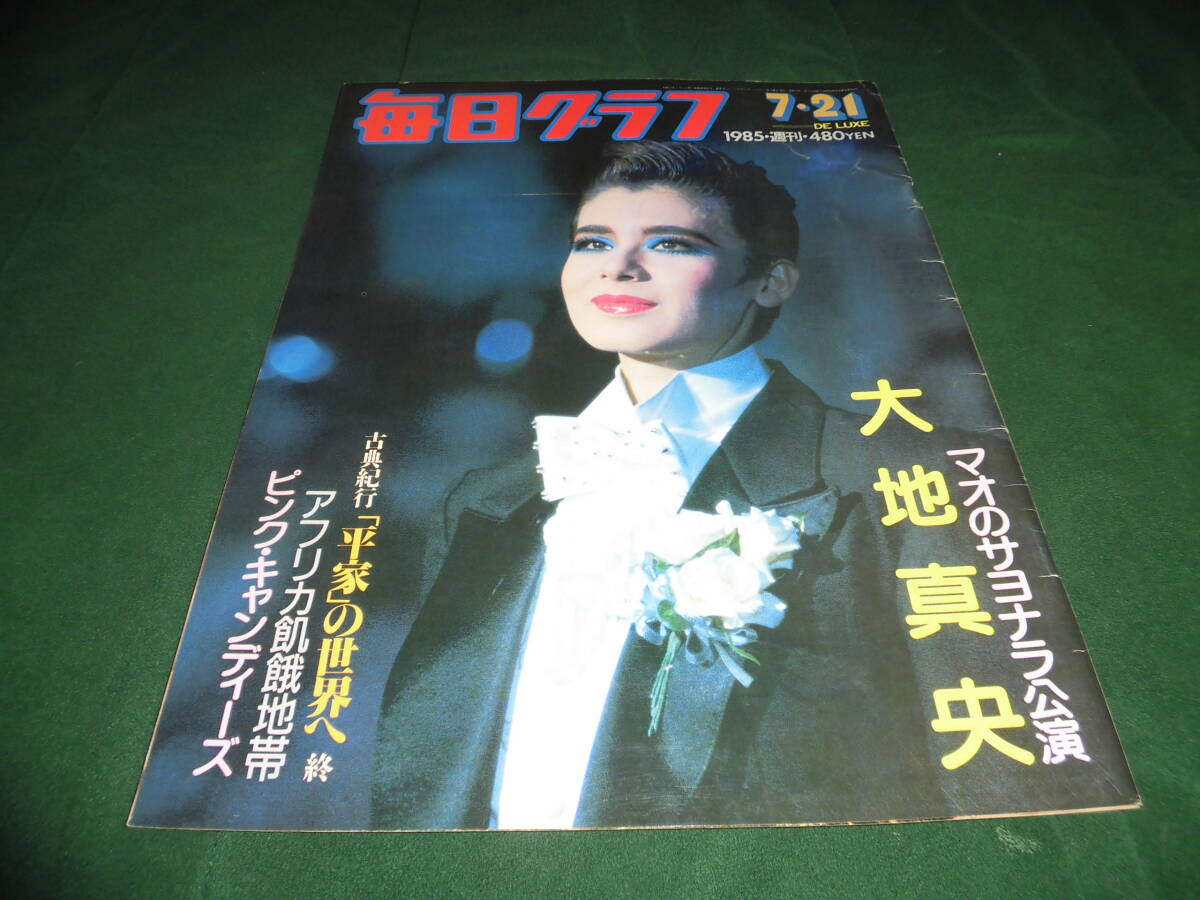 毎日グラフ
7・21
DE LUXE
1985・週刊・480YEN
大地真央
マオのサヨナラ公演
古典紀行「平家」の世界へ
アフリカ飢餓地帯 終
ピンク・キャンディーズ